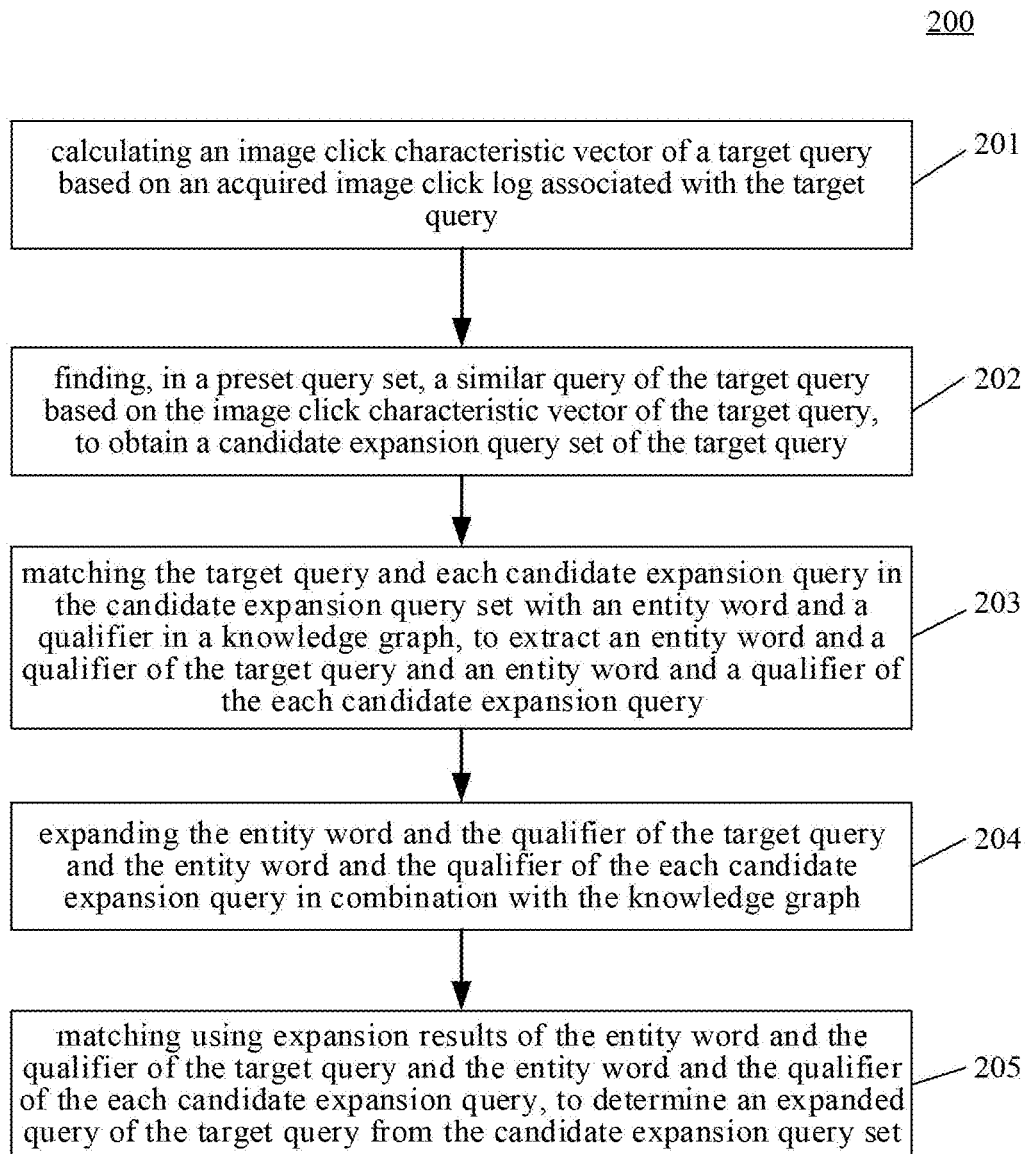 200
calculating an image click characteristic vector of a target query
based on an acquired image click log associated with the target
query
201
finding, in a preset query set, a similar query of the target query
based on the image click characteristic vector of the target query,
to obtain a candidate expansion query set of the target query
202
matching the target query and each candidate expansion query in
the candidate expansion query set with an entity word and a
qualifier in a knowledge graph, to extract an entity word and a
qualifier of the target query and an entity word and a qualifier of
the each candidate expansion query
203
expanding the entity word and the qualifier of the target query
and the entity word and the qualifier of the each candidate
expansion query in combination with the knowledge graph
204
matching using expansion results of the entity word and the
qualifier of the target query and the entity word and the qualifier
of the each candidate expansion query, to determine an expanded
query of the target query from the candidate expansion query set
205